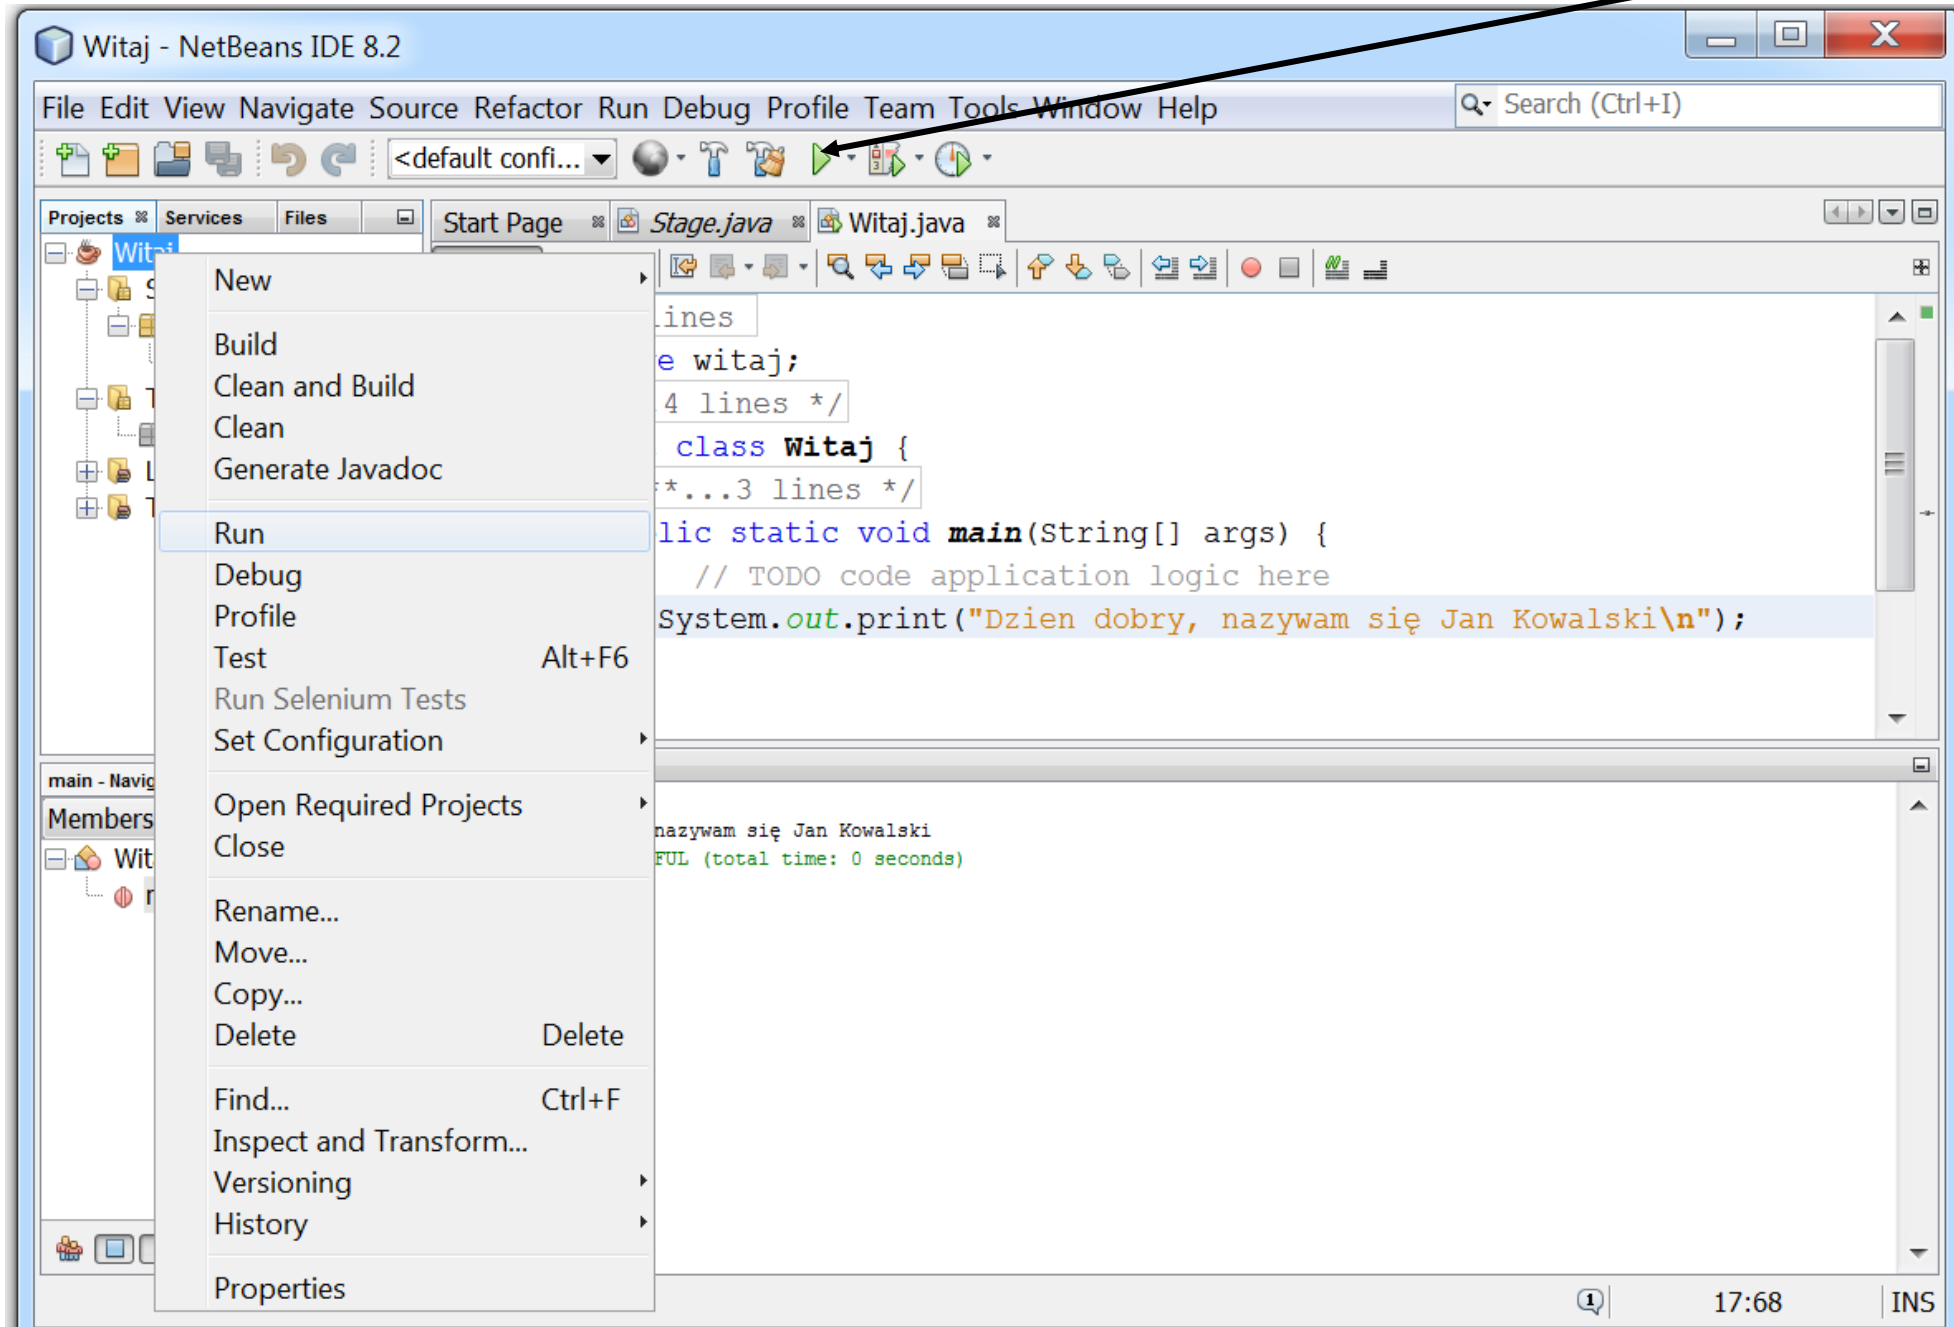 Witaj - NetBeans IDE 8.2
File Edit View Navigate Source Refactor Run Debug Profile Team Tools Window Help
Search (Ctrl+I)
<default confi...
Projects Services Files
Start Page Stage.java Witaj.java
Witaj
New
Build
Clean and Build
Clean
Generate Javadoc
Run
Debug
Profile
Test Alt+F6
Run Selenium Tests
Set Configuration
Open Required Projects
Close
Rename...
Move...
Copy...
Delete Delete
Find... Ctrl+F
Inspect and Transform...
Versioning
History
Properties
ines
e witaj;
4 lines */
class Witaj {
**...3 lines */
lic static void main(String[] args) {
// TODO code application logic here
System.out.print("Dzien dobry, nazywam się Jan Kowalski\n");
main - Navig
Members
Wit
nazywam się Jan Kowalski
FUL (total time: 0 seconds)
1
17:68
INS